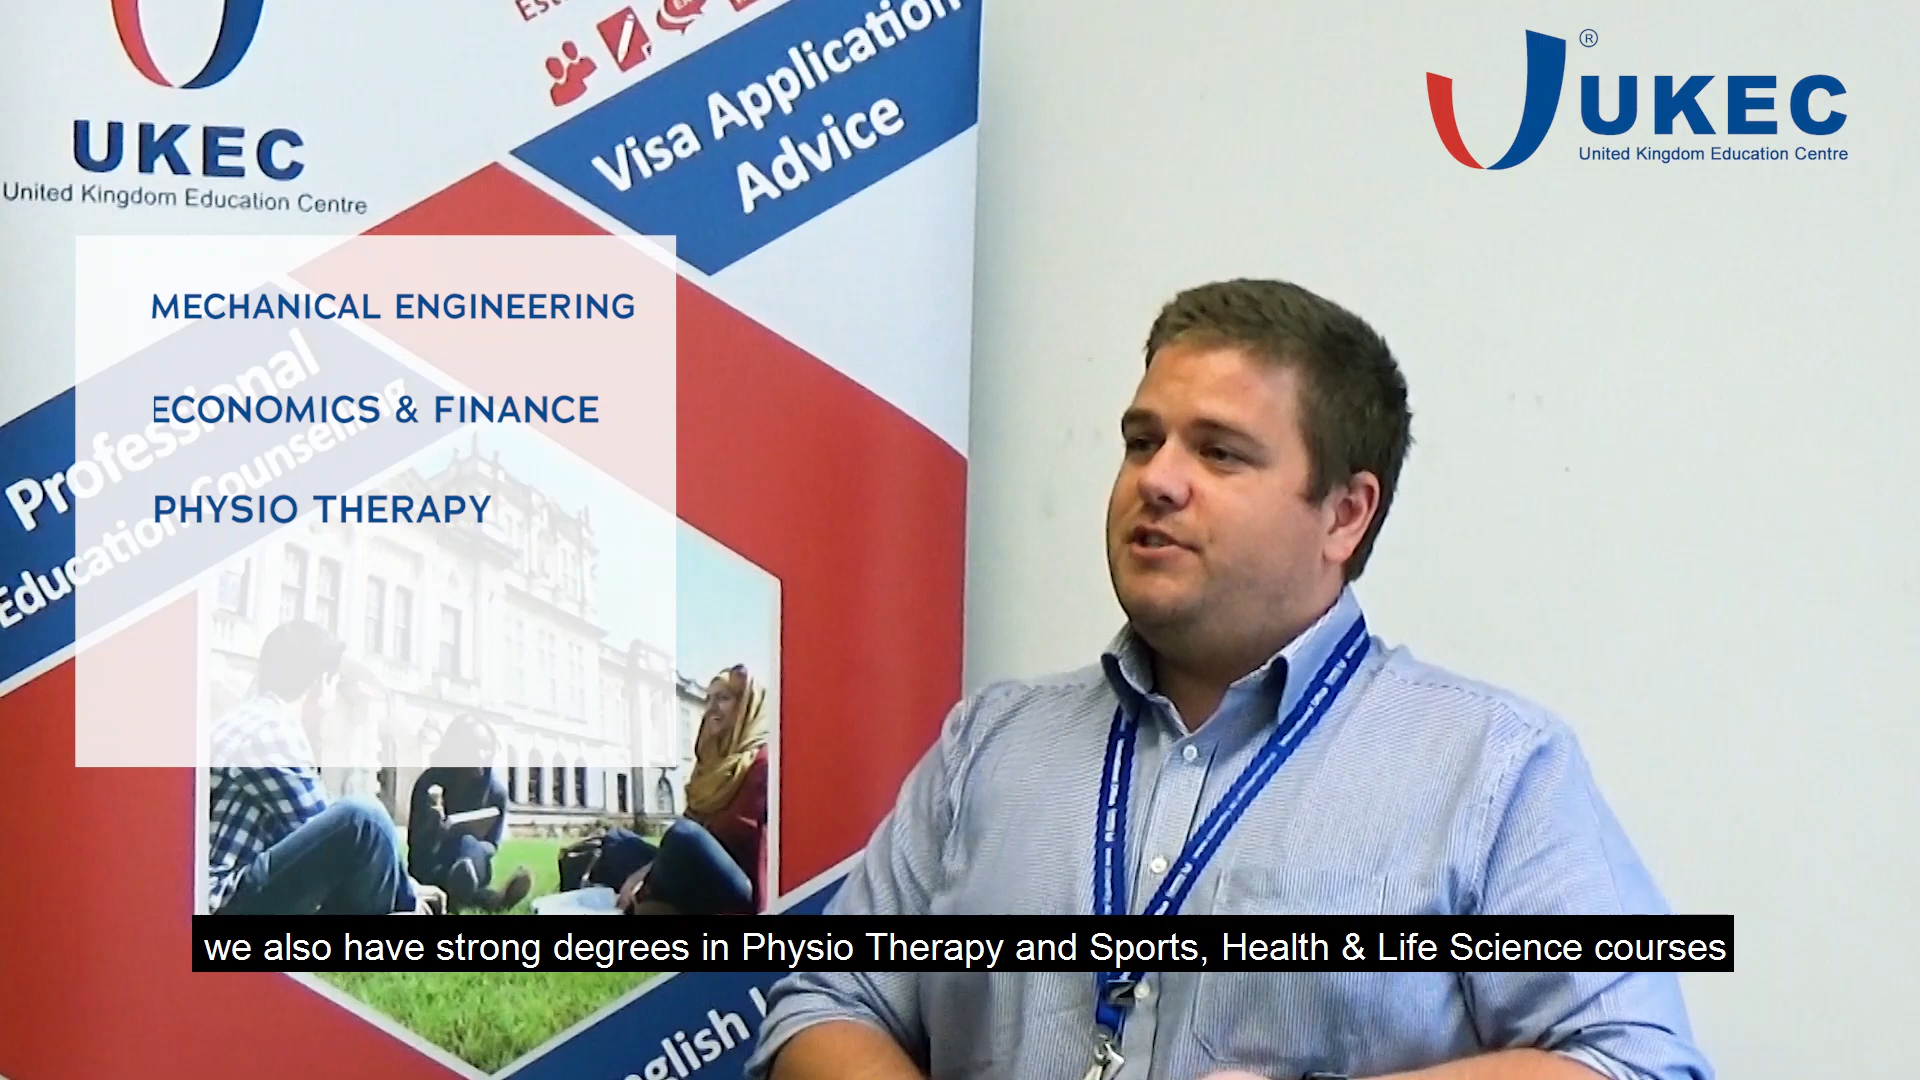 UKEC
United Kingdom Education Centre
Visa Application
Advice
®
UKEC
United Kingdom Education Centre
MECHANICAL ENGINEERING
ECONOMICS & FINANCE
PHYSIO THERAPY
Professional
Education Counselling
we also have strong degrees in Physio Therapy and Sports, Health & Life Science courses